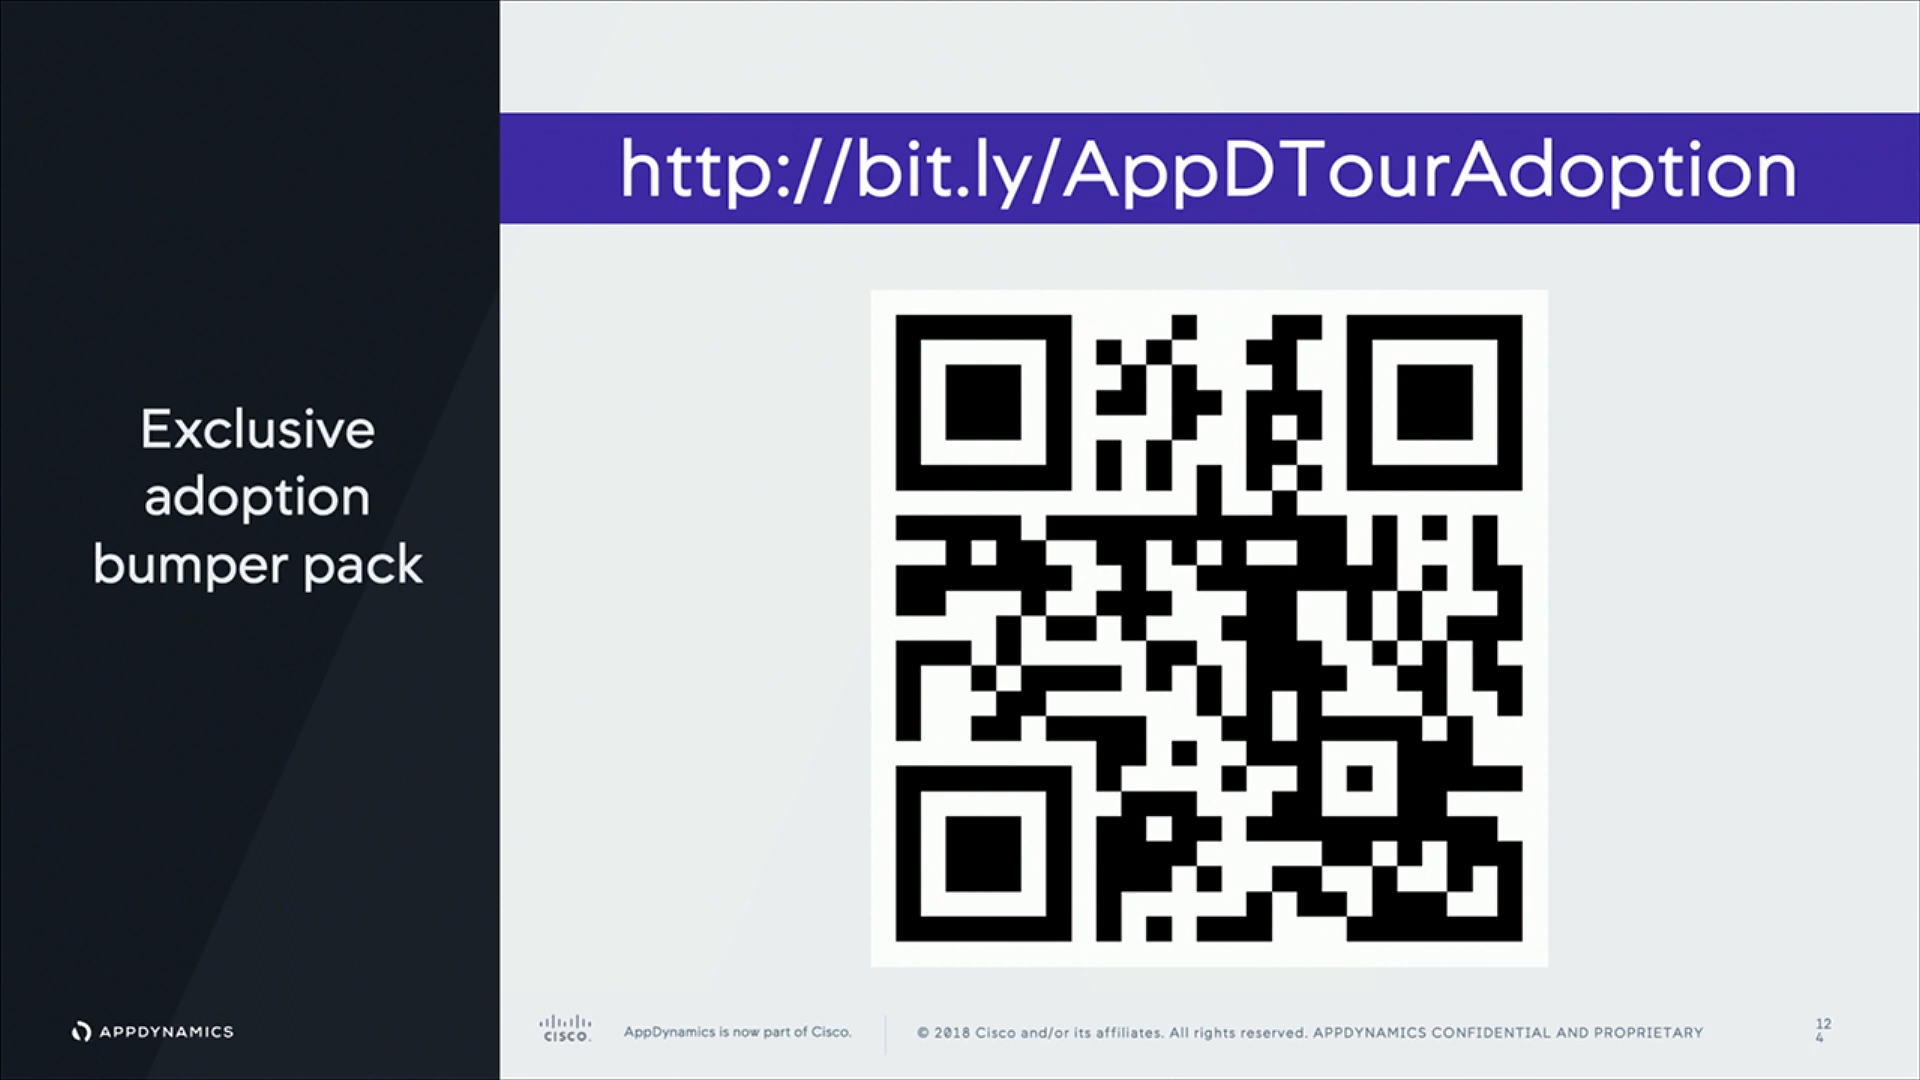 http://bit.ly/AppDTourAdoption
Exclusive
adoption
bumper pack
APPDYNAMICS
CISCO.
AppDynamics is now part of Cisco.
© 2018 Cisco and/or its affiliates. All rights reserved. APPDYNAMICS CONFIDENTIAL AND PROPRIETARY
12
4